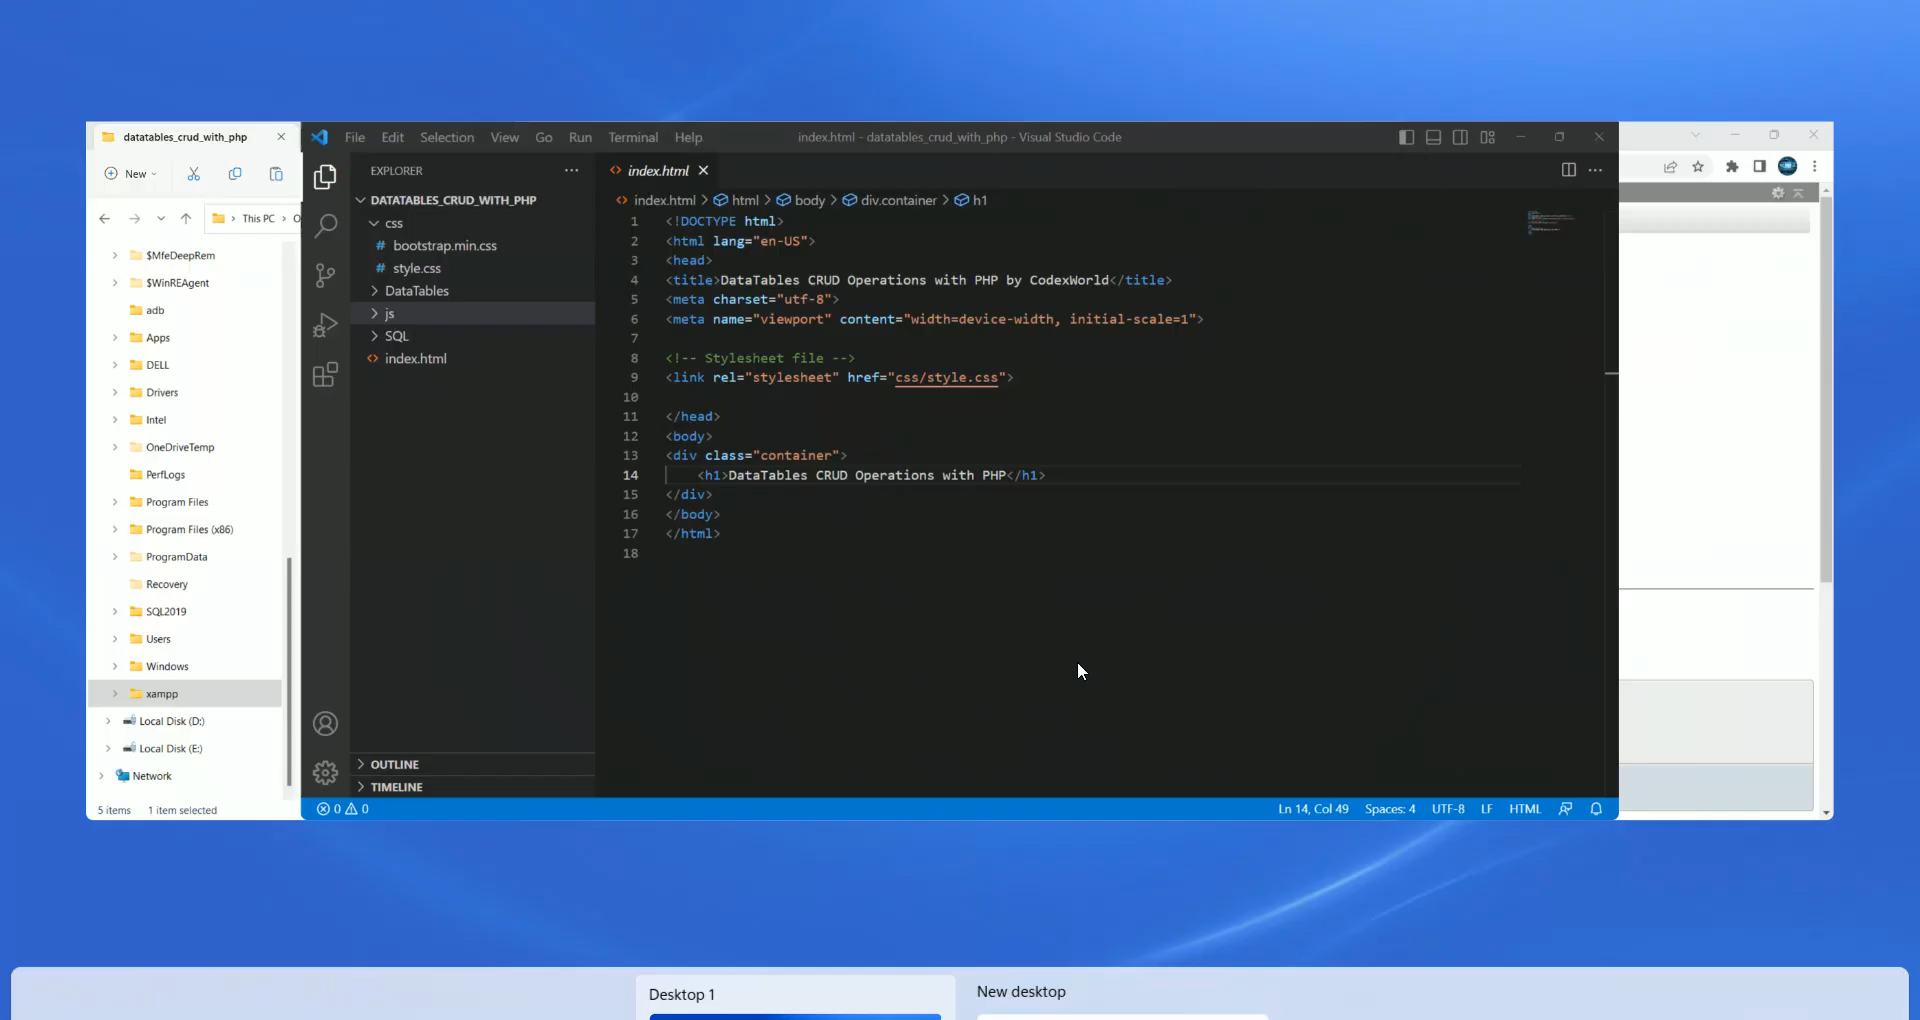 datatables_crud_with_php
New
This PC
$MfeDeepRem
$WinREAgent
adb
Apps
DELL
Drivers
Intel
OneDriveTemp
PerfLogs
Program Files
Program Files (x86)
ProgramData
Recovery
SQL2019
Users
Windows
xampp
Local Disk (D:)
Local Disk (E:)
Network
5 items 1 item selected
File Edit Selection View Go Run Terminal Help
index.html - datatables_crud_with_php - Visual Studio Code
EXPLORER
DATATABLES_CRUD_WITH_PHP
css
# bootstrap.min.css
# style.css
DataTables
js
SQL
<> index.html
OUTLINE
TIMELINE
<> index.html
<> index.html > html > body > div.container > h1
1 <!DOCTYPE html>
2 <html lang="en-US">
3 <head>
4 <title>DataTables CRUD Operations with PHP by CodexWorld</title>
5 <meta charset="utf-8">
6 <meta name="viewport" content="width=device-width, initial-scale=1">
7
8 <!-- Stylesheet file -->
9 <link rel="stylesheet" href="css/style.css">
10
11 </head>
12 <body>
13 <div class="container">
14 <h1>DataTables CRUD Operations with PHP</h1>
15 </div>
16 </body>
17 </html>
18
0 0
Ln 14, Col 49 Spaces: 4 UTF-8 LF HTML
Desktop 1
New desktop